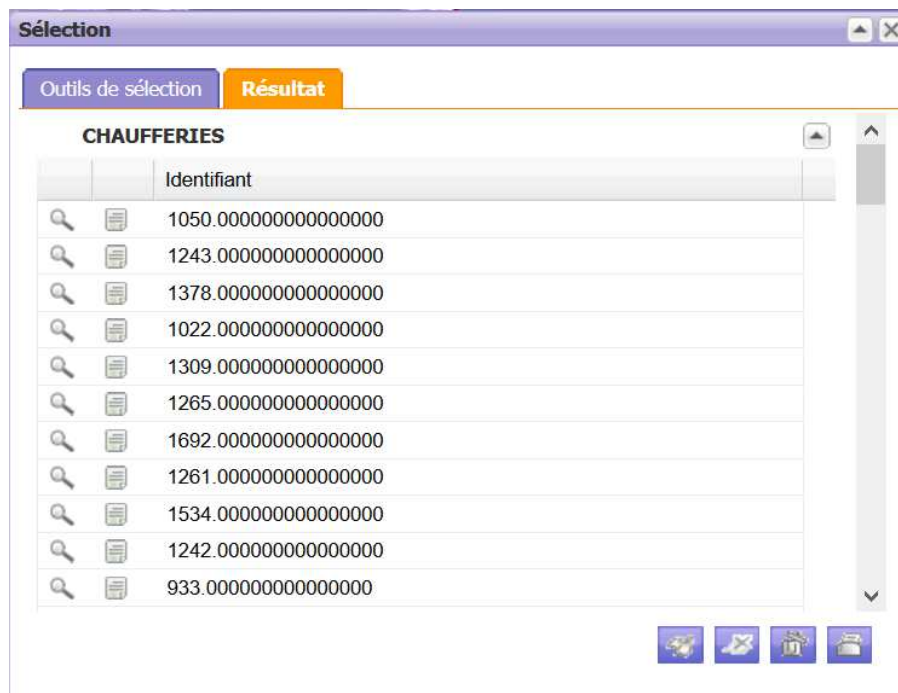 Sélection
Outils de sélection Résultat
CHAUFFERIES
Identifiant
1050.000000000000000
1243.000000000000000
1378.000000000000000
1022.000000000000000
1309.000000000000000
1265.000000000000000
1692.000000000000000
1261.000000000000000
1534.000000000000000
1242.000000000000000
933.000000000000000